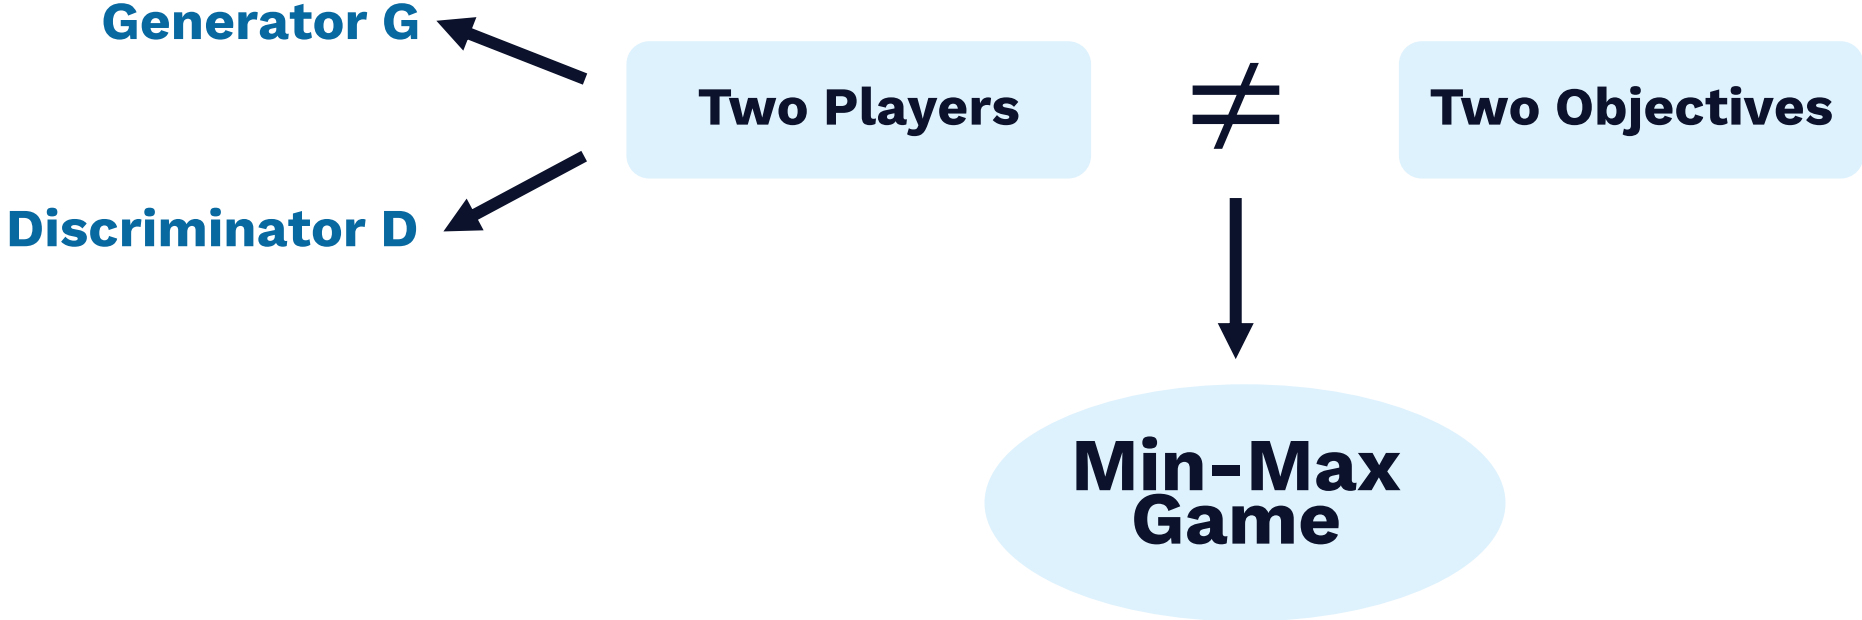 Generator G
Two Players
≠
Two Objectives
Discriminator D
Min-Max
Game